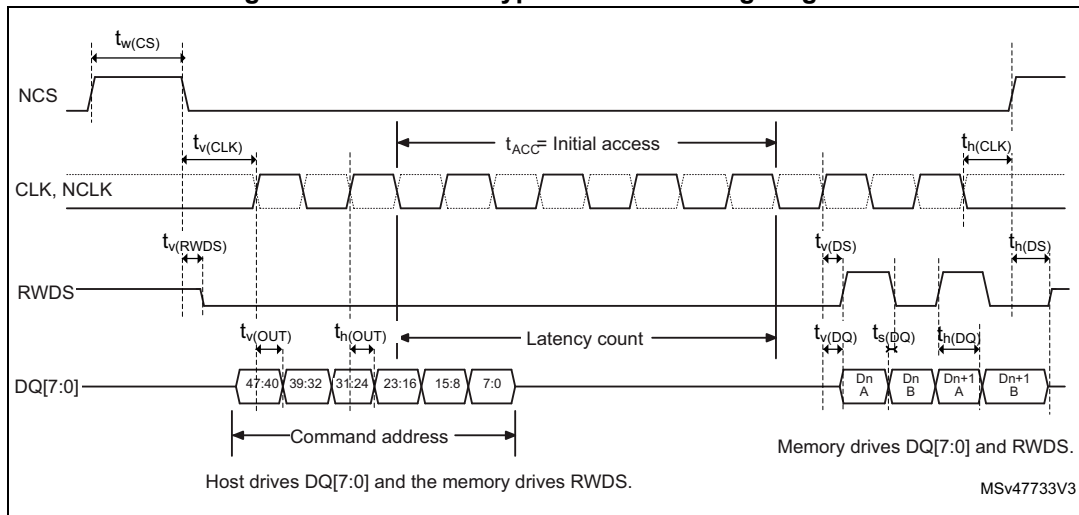 tw(CS)
NCS
tv(CLK)
tACC= Initial access
th(CLK)
CLK, NCLK
tv(RWDS)
tv(DS)
th(DS)
RWDS
tv(OUT)
th(OUT)
Latency count
tv(DQ)
ts(DQ)
th(DQ)
DQ[7:0]
47:40
39:32
31:24
23:16
15:8
7:0
Dn
A
Dn
B
Dn+1
A
Dn+1
B
Command address
Memory drives DQ[7:0] and RWDS.
Host drives DQ[7:0] and the memory drives RWDS.
MSv47733V3